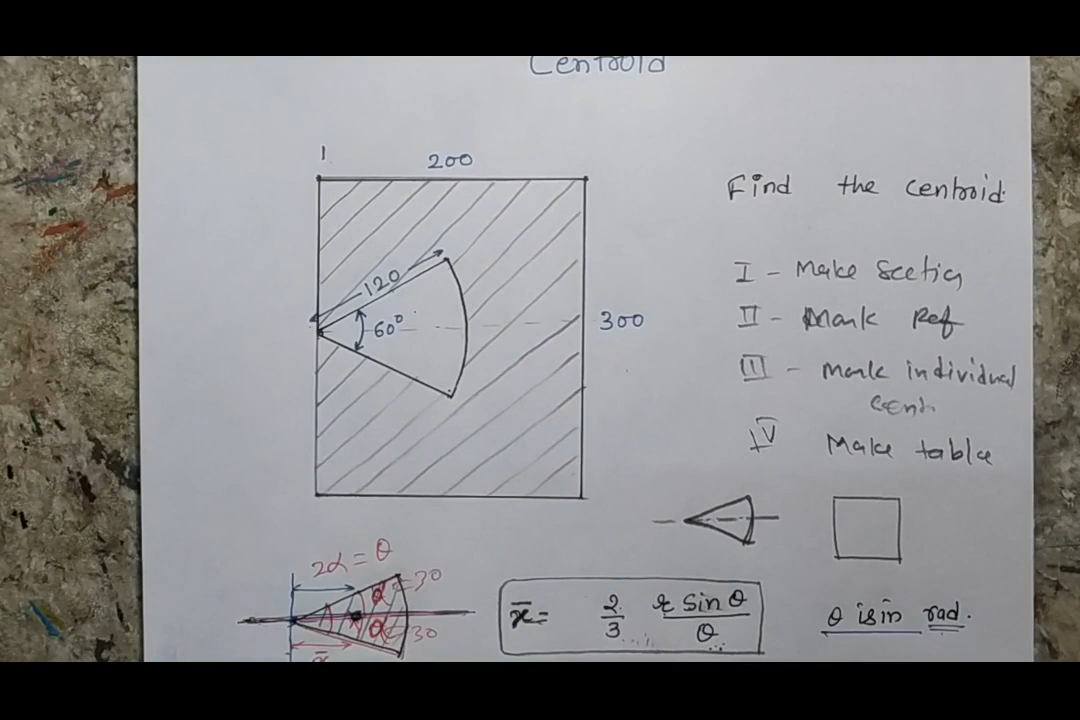 Centroid
1
200
Find the centroid.
120
60°
300
I - Make Section
II - Mark Ref
III - Mark individual
Cent.
IV Make table
2α = θ
α = 30
α = 30
x̄
x̄ = 2/3 r sin θ / θ
θ is in rad.